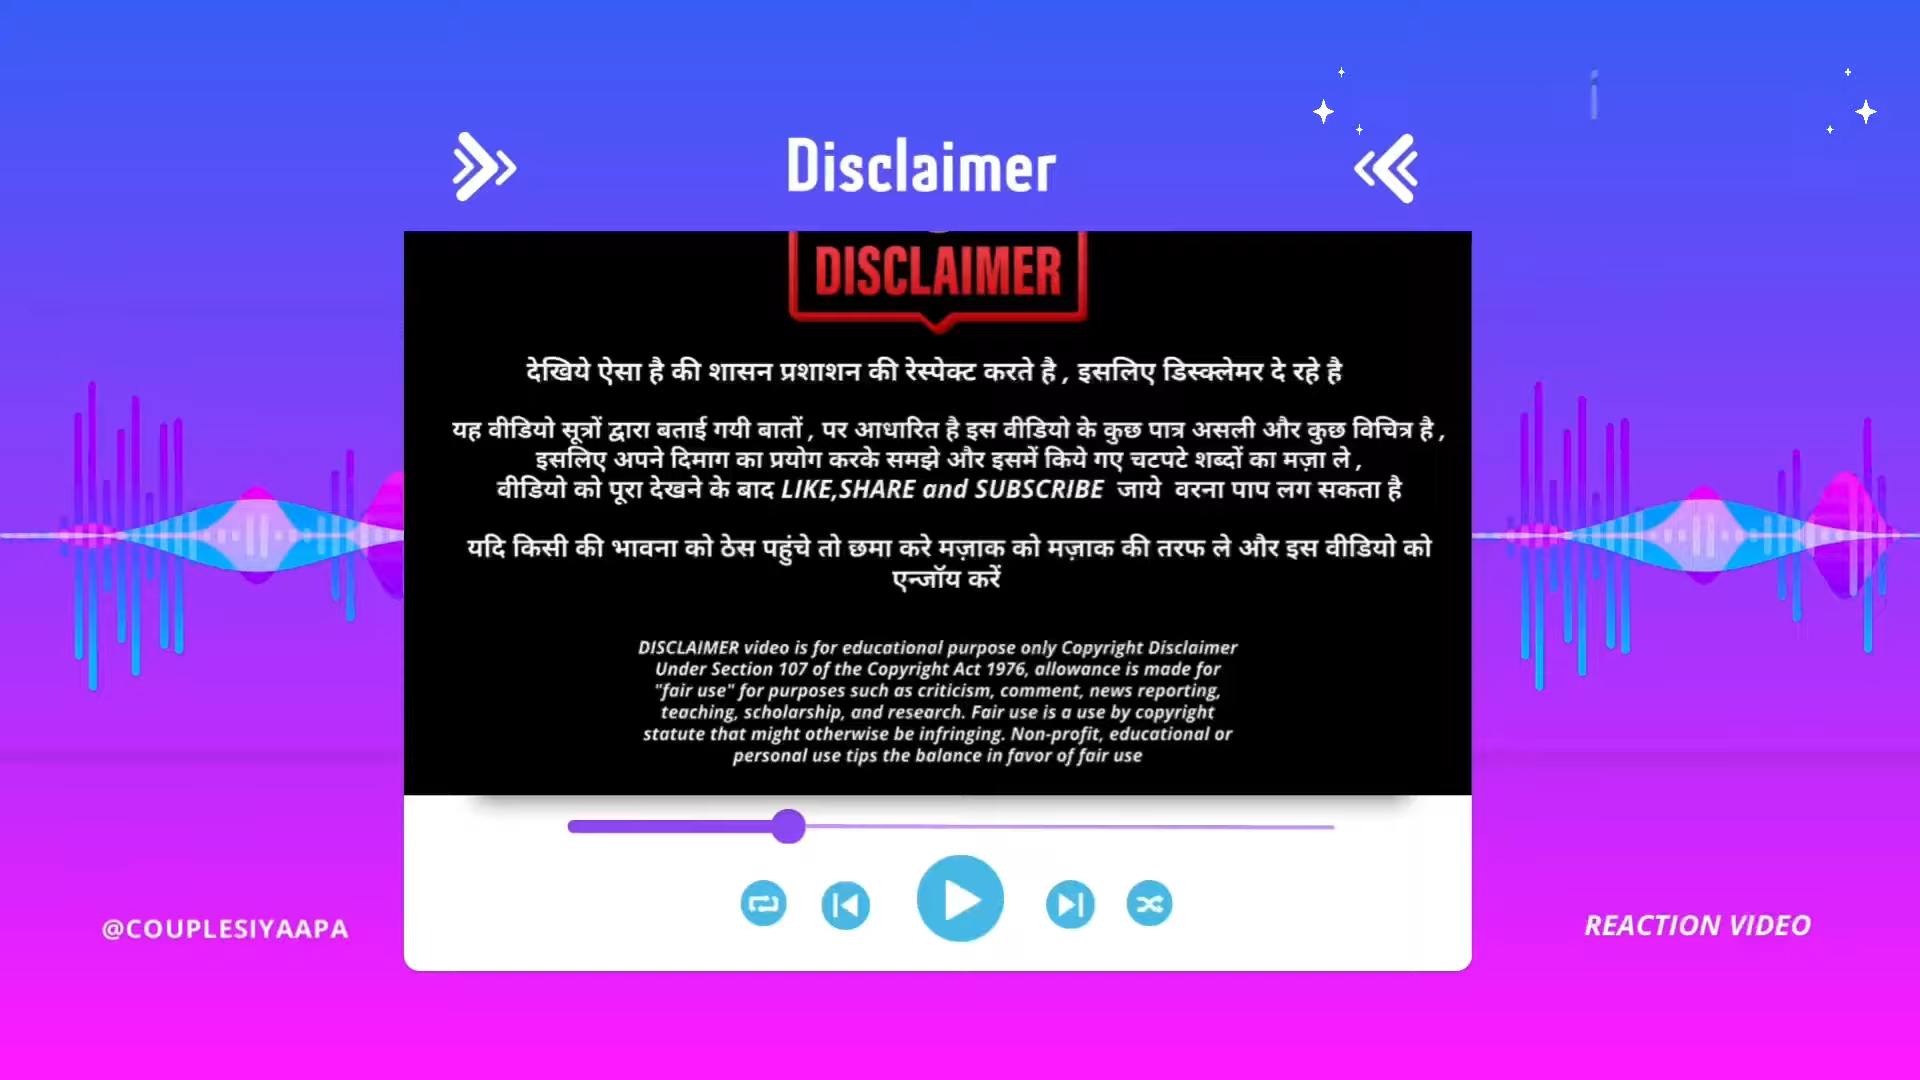 Disclaimer
DISCLAIMER
देखिये ऐसा है की शासन प्रशाशन की रेस्पेक्ट करते है , इसलिए डिस्क्लेमर दे रहे है
यह वीडियो सूत्रों द्वारा बताई गयी बातों , पर आधारित है इस वीडियो के कुछ पात्र असली और कुछ विचित्र है ,
इसलिए अपने दिमाग का प्रयोग करके समझे और इसमें किये गए चटपटे शब्दों का मज़ा ले ,
वीडियो को पूरा देखने के बाद LIKE,SHARE and SUBSCRIBE जाये वरना पाप लग सकता है
यदि किसी की भावना को ठेस पहुंचे तो छमा करे मज़ाक को मज़ाक की तरफ ले और इस वीडियो को
एन्जॉय करें
DISCLAIMER video is for educational purpose only Copyright Disclaimer
Under Section 107 of the Copyright Act 1976, allowance is made for
"fair use" for purposes such as criticism, comment, news reporting,
teaching, scholarship, and research. Fair use is a use by copyright
statute that might otherwise be infringing. Non-profit, educational or
personal use tips the balance in favor of fair use
@COUPLESIYAAPA
REACTION VIDEO